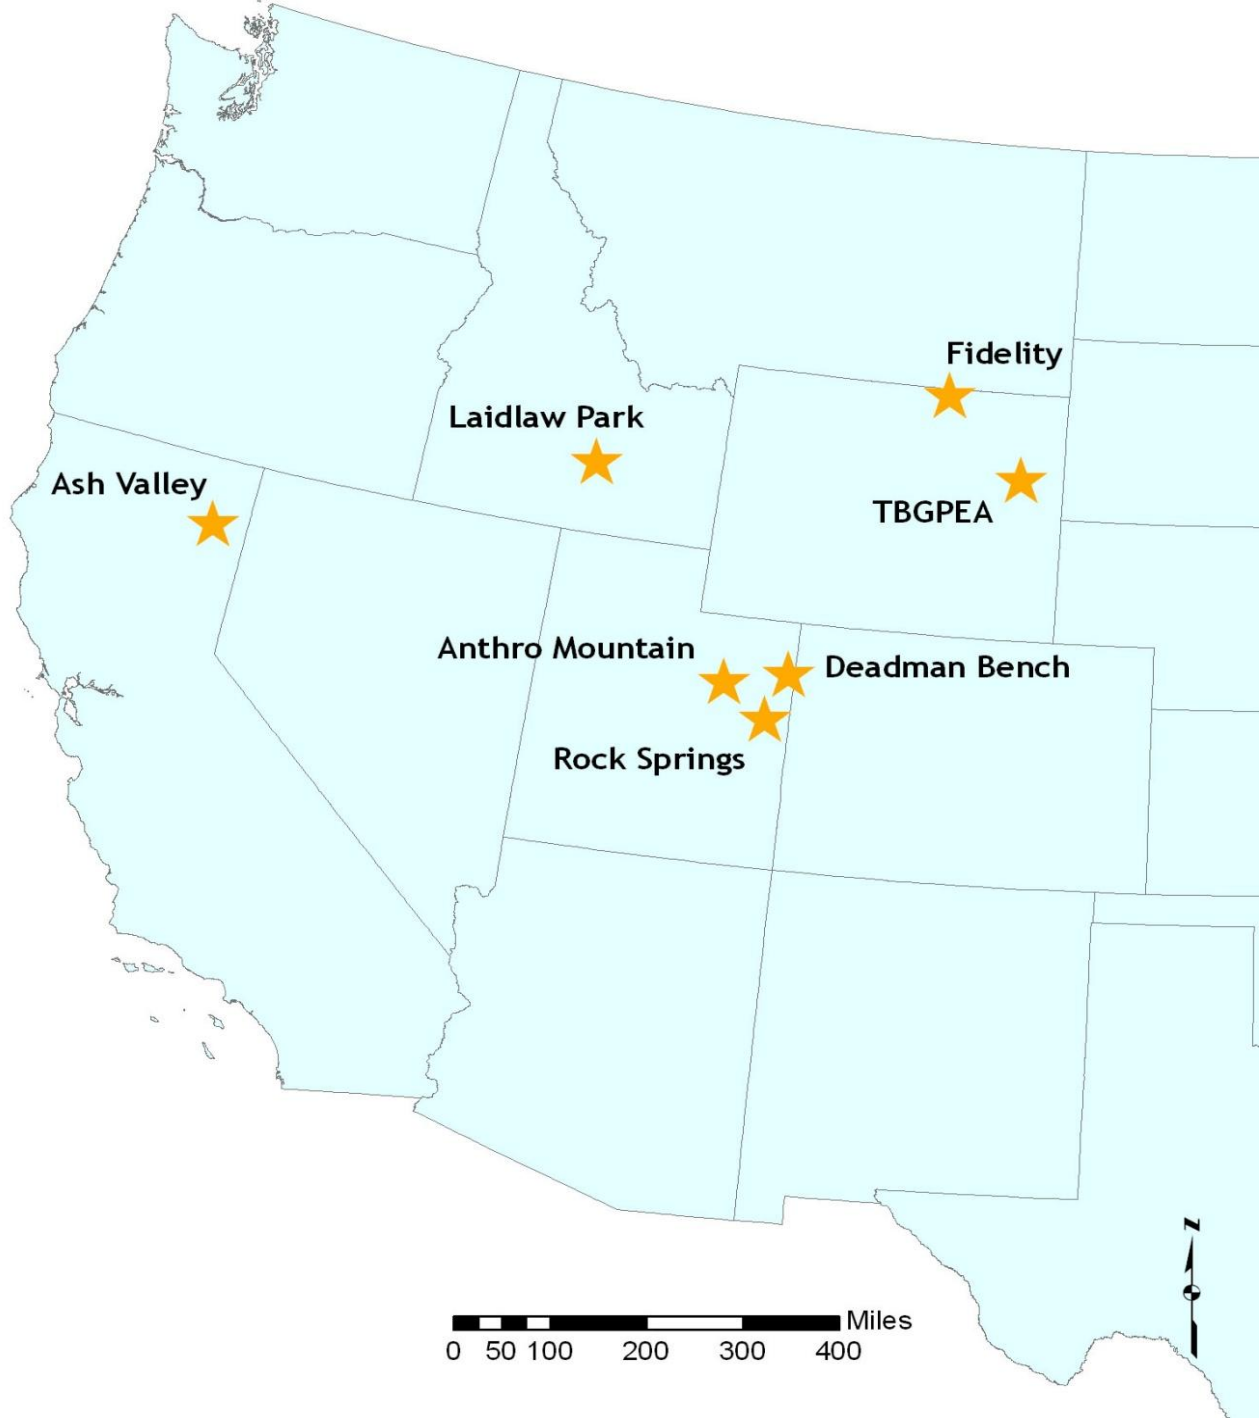 Fidelity
Laidlaw Park
Ash Valley
TBGPEA
Anthro Mountain
Deadman Bench
Rock Springs
N
Miles
0 50 100 200 300 400